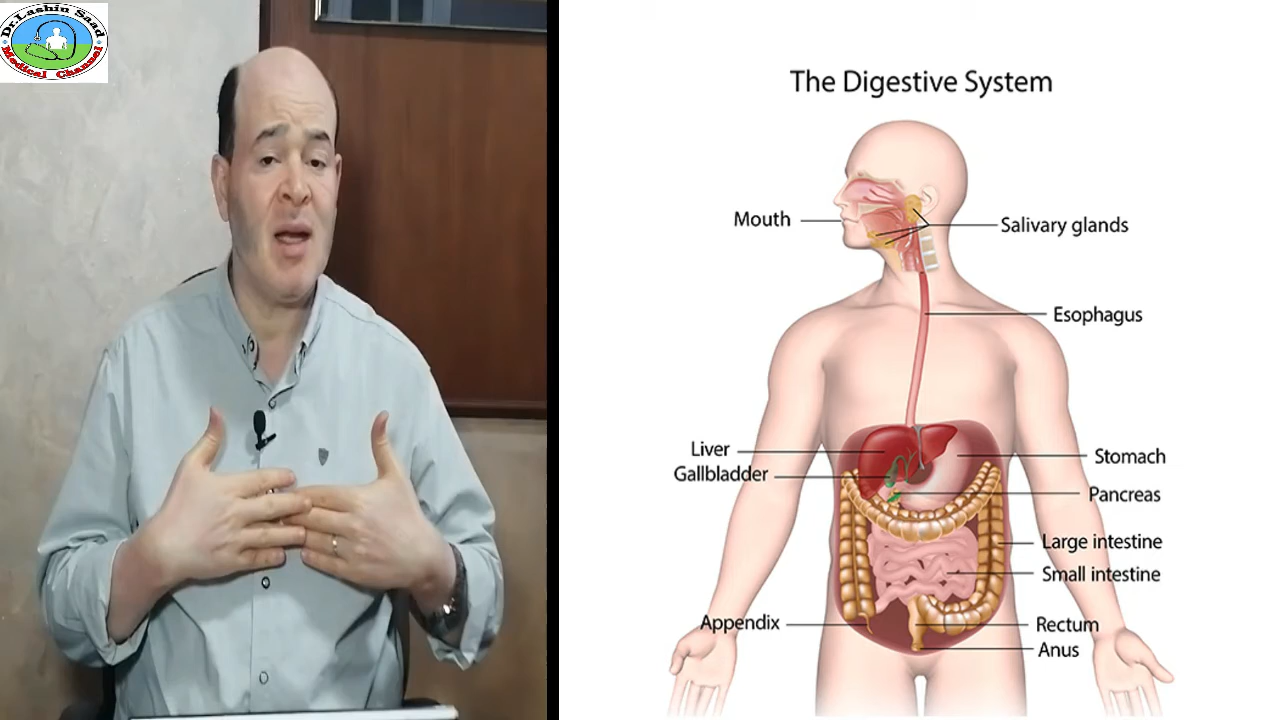 Dr.Lashin Saad
Medical Channel
The Digestive System
Mouth
Salivary glands
Esophagus
Liver
Gallbladder
Stomach
Pancreas
Large intestine
Small intestine
Appendix
Rectum
Anus